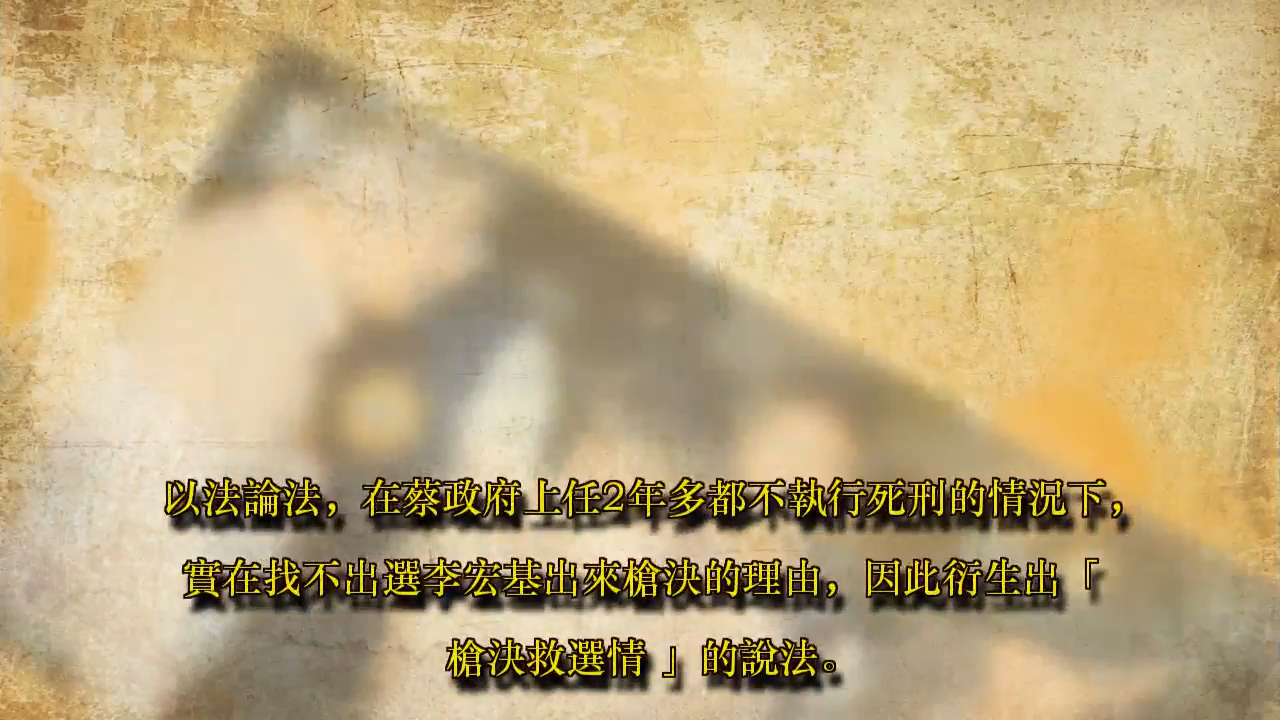 以法論法，在蔡政府上任2年多都不執行死刑的情況下，
實在找不出選李宏基出來槍決的理由，因此衍生出「
槍決救選情 」的說法。